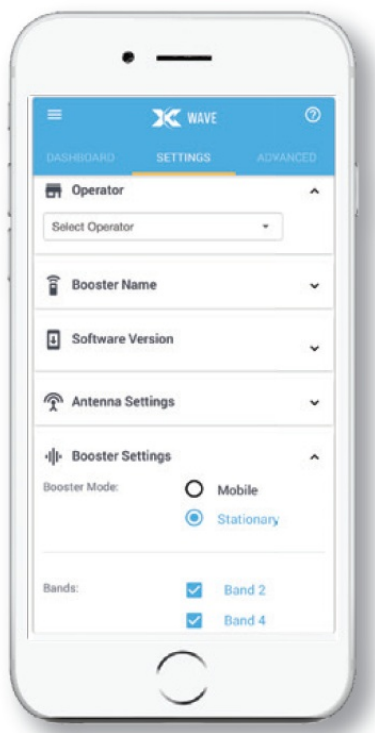 WAVE
DASHBOARD SETTINGS ADVANCED
Operator
Select Operator
Booster Name
Software Version
Antenna Settings
Booster Settings
Booster Mode: Mobile
Stationary
Bands: Band 2
Band 4